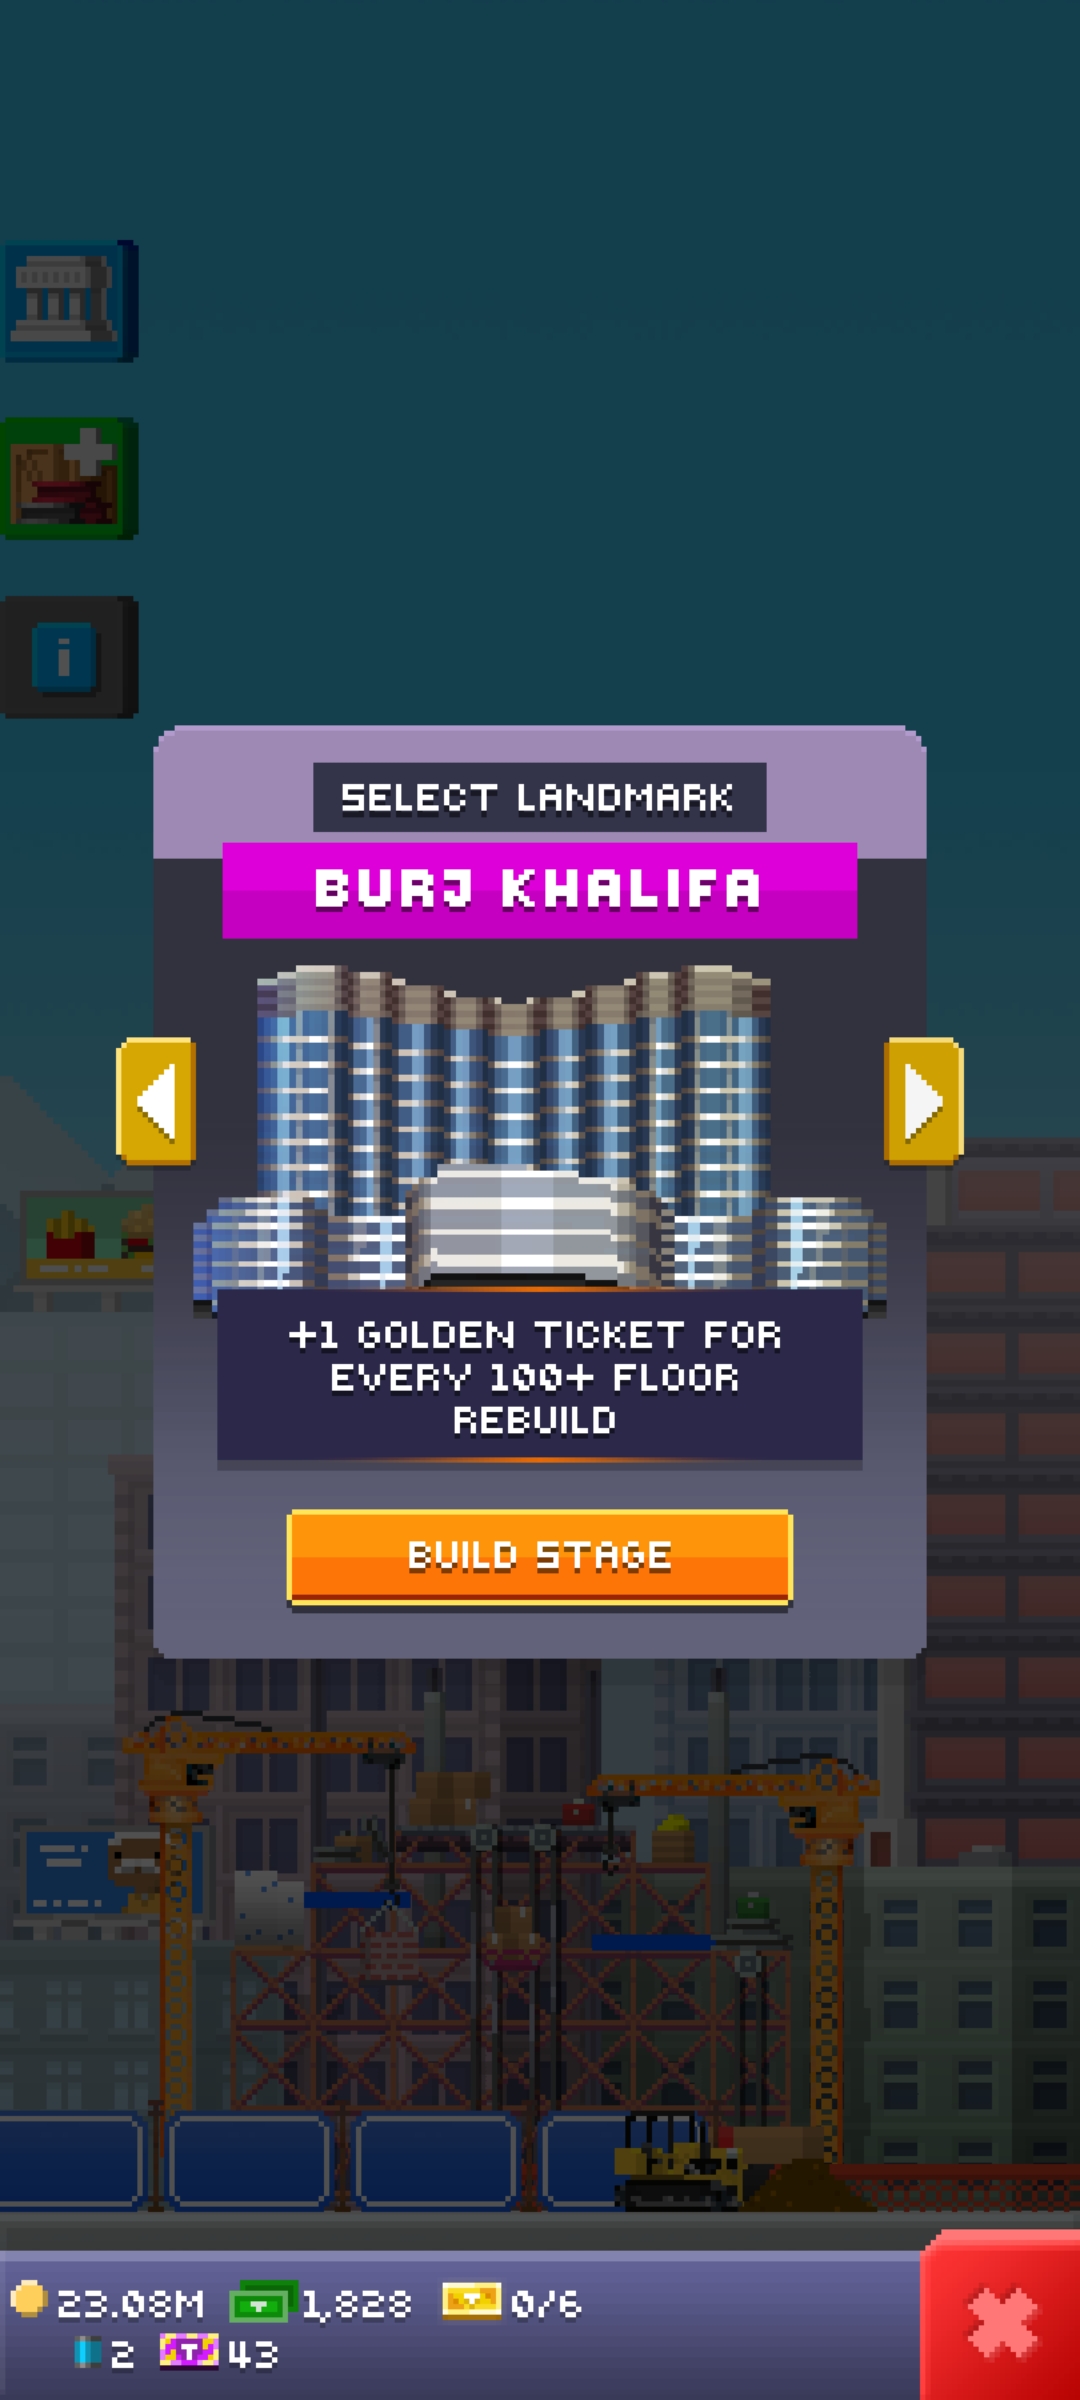 SELECT LANDMARK
BURJ KHALIFA
+1 GOLDEN TICKET FOR
EVERY 100+ FLOOR
REBUILD
BUILD STAGE
23.08M 1,828 0/6
2 43